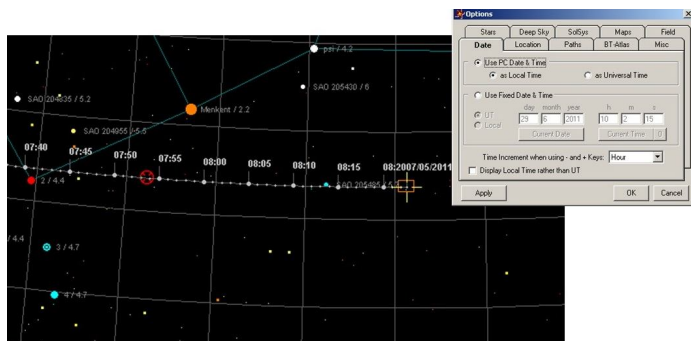 psi / 4.2
SAO 204835 / 5.2
SAO 205430 / 6
Menkent / 2.2
SAO 204955 / 5.5
07:40 07:45 07:50 07:55 08:00 08:05 08:10 08:15 08:2007/05/2011
2 / 4.4
/ 4.4
3 / 4.7
4 / 4.7
Options
Stars Deep Sky SolSys Maps Field
Date Location Paths BT-Atlas Misc
Use PC Date & Time
as Local Time as Universal Time
Use Fixed Date & Time
day month year h m s
UT 29 6 2011 10 2 15
Local
Current Date Current Time 0
Time Increment when using - and + Keys: Hour
Display Local Time rather than UT
Apply OK Cancel